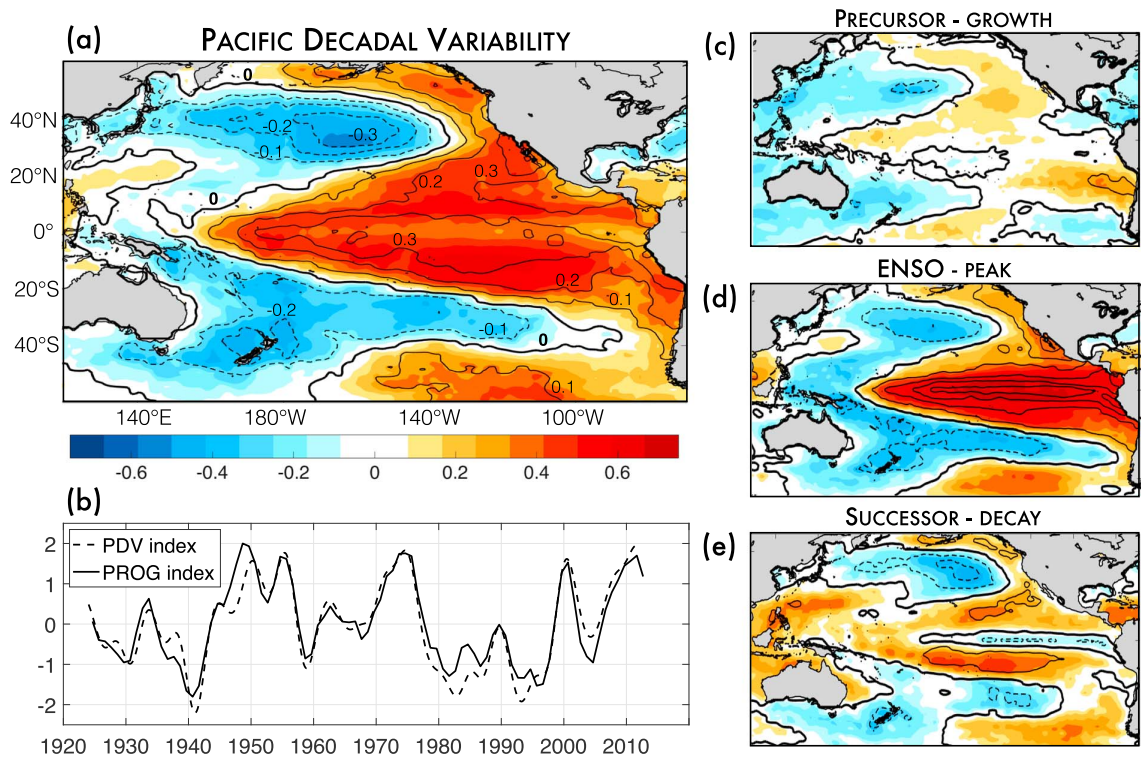 (a) PACIFIC DECADAL VARIABILITY
0
-0.2
-0.3
-0.1
0.3
0.2
0
0.3
0.2
0.1
-0.2
-0.1
0
0.1
40°N
20°N
0°
20°S
40°S
140°E 180°W 140°W 100°W
-0.6 -0.4 -0.2 0 0.2 0.4 0.6
(b)
PDV index
PROG index
2
1
0
-1
-2
1920 1930 1940 1950 1960 1970 1980 1990 2000 2010
(c) PRECURSOR - GROWTH
(d) ENSO - PEAK
(e) SUCCESSOR - DECAY